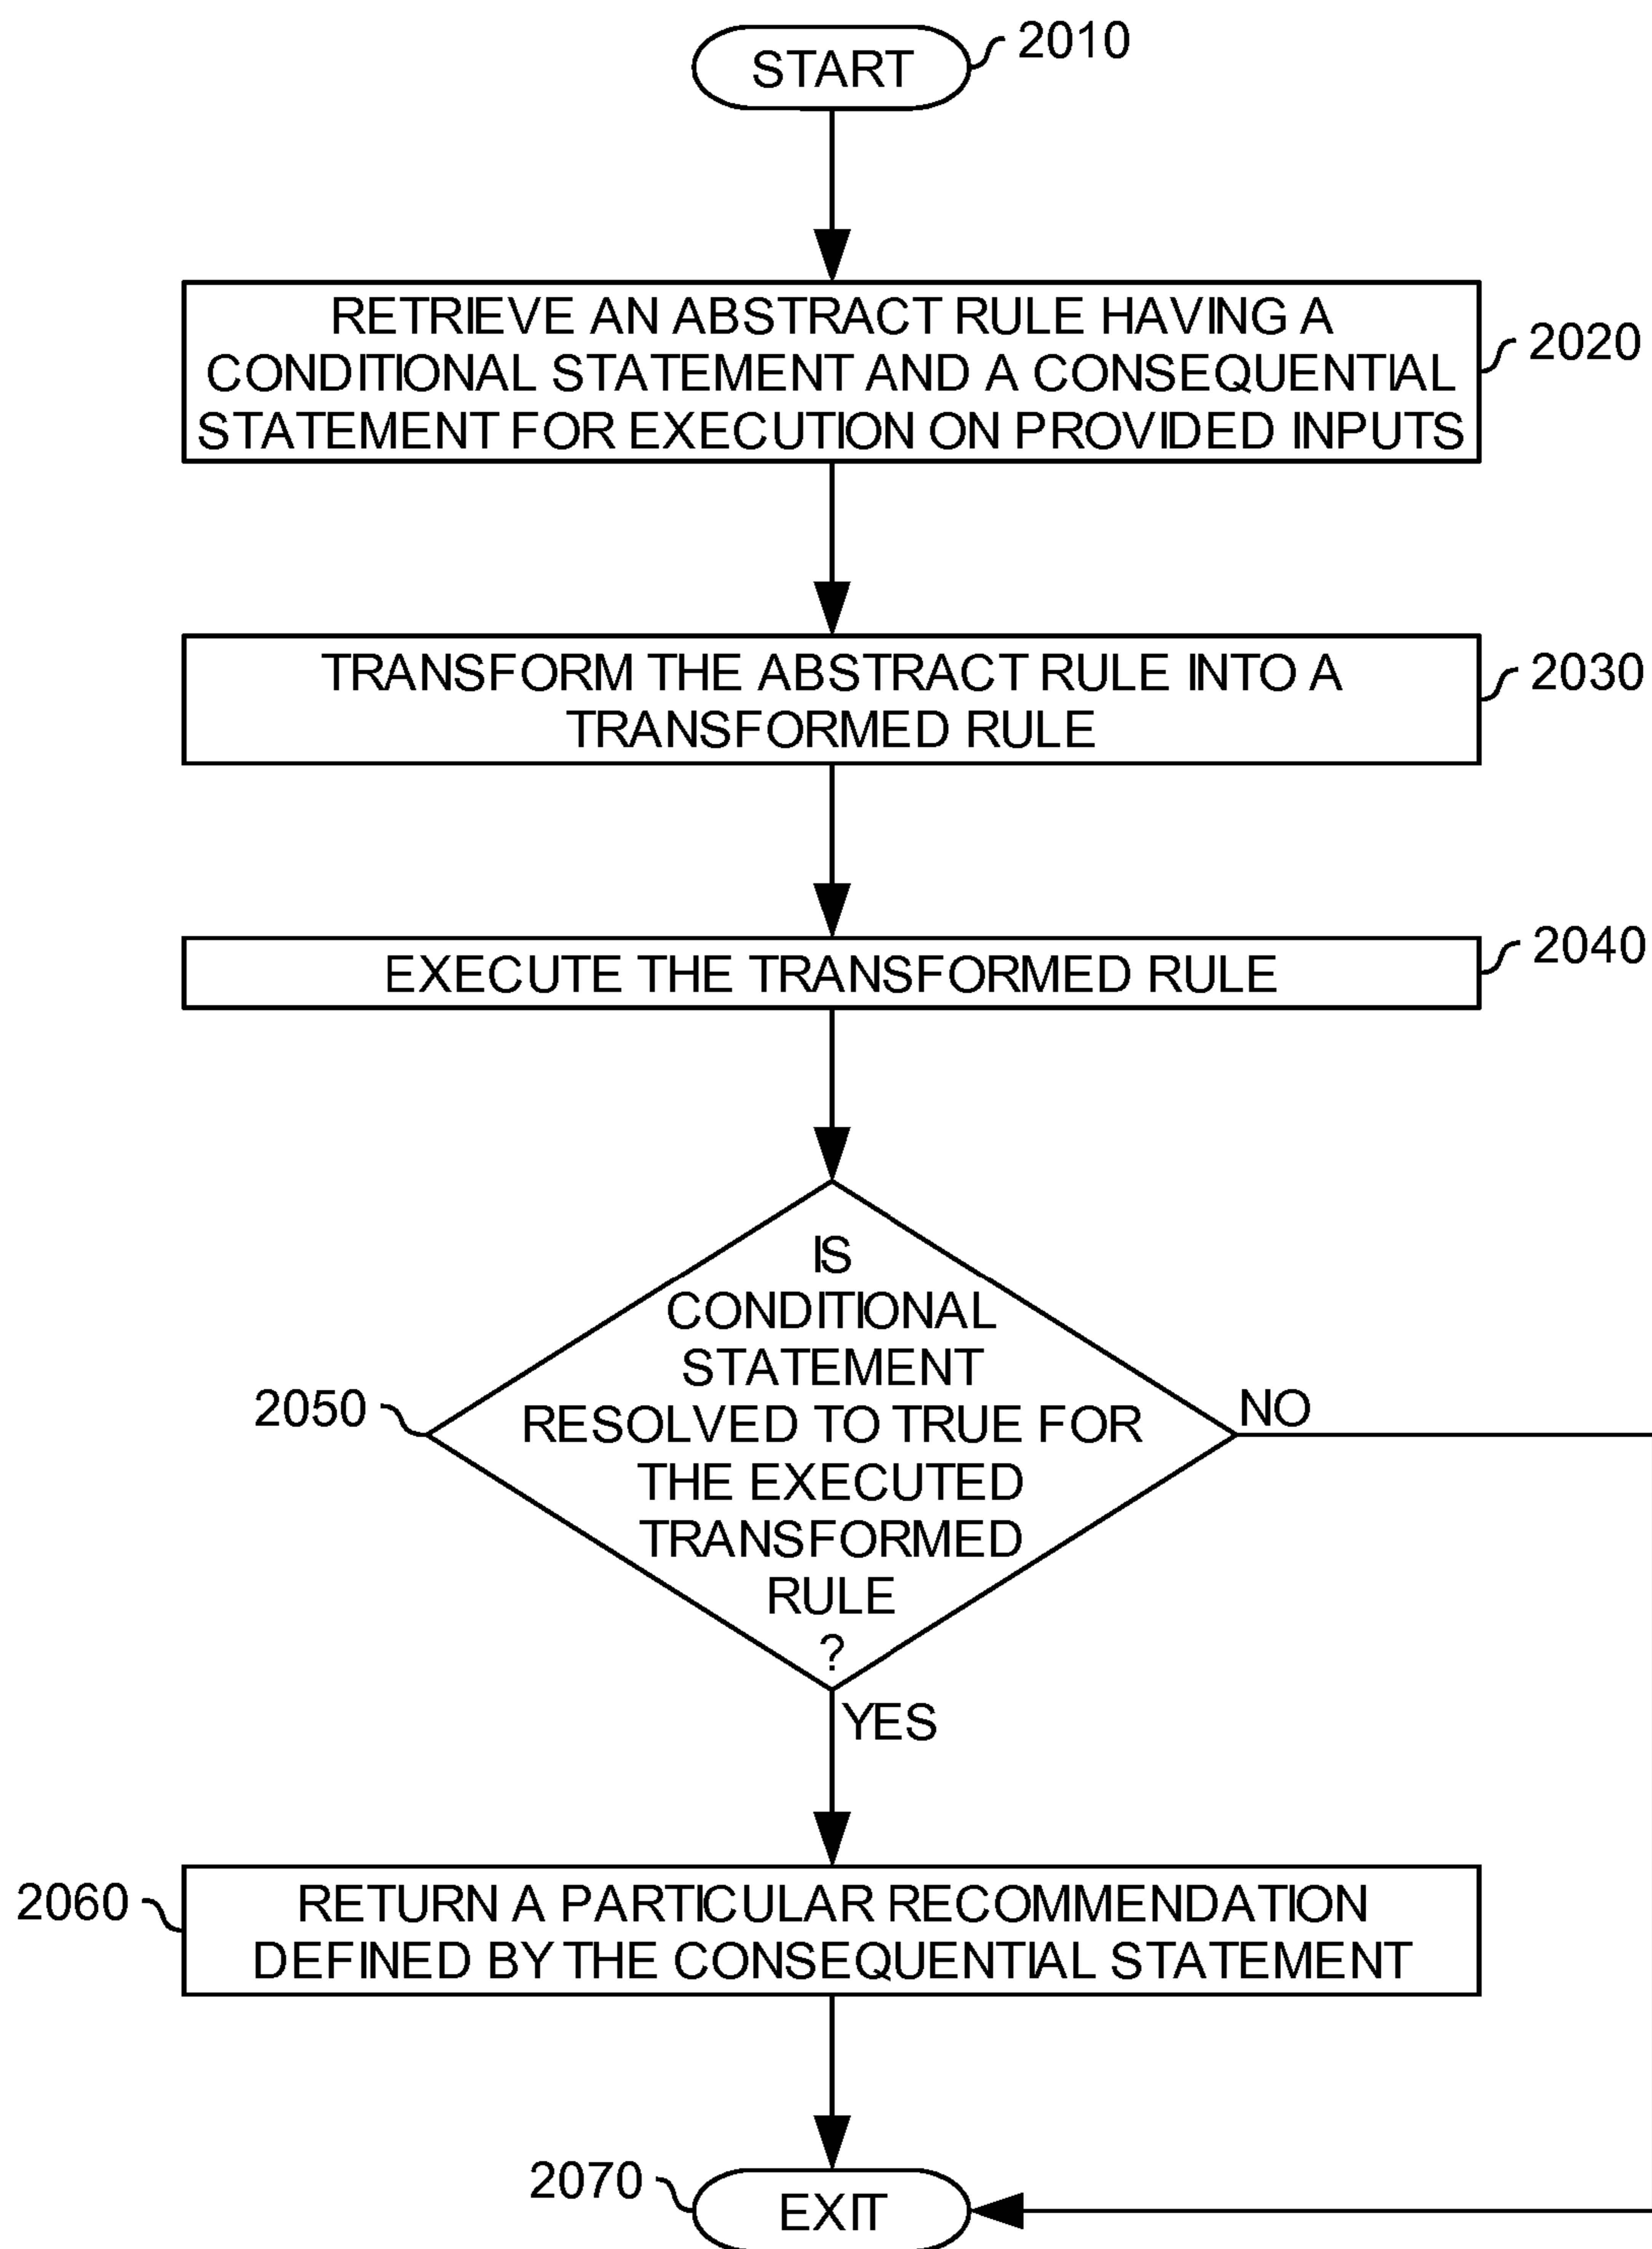 START
2010
RETRIEVE AN ABSTRACT RULE HAVING A
CONDITIONAL STATEMENT AND A CONSEQUENTIAL
STATEMENT FOR EXECUTION ON PROVIDED INPUTS
2020
TRANSFORM THE ABSTRACT RULE INTO A
TRANSFORMED RULE
2030
EXECUTE THE TRANSFORMED RULE
2040
IS
CONDITIONAL
STATEMENT
RESOLVED TO TRUE FOR
THE EXECUTED
TRANSFORMED
RULE
?
2050
NO
YES
2060
RETURN A PARTICULAR RECOMMENDATION
DEFINED BY THE CONSEQUENTIAL STATEMENT
2070
EXIT